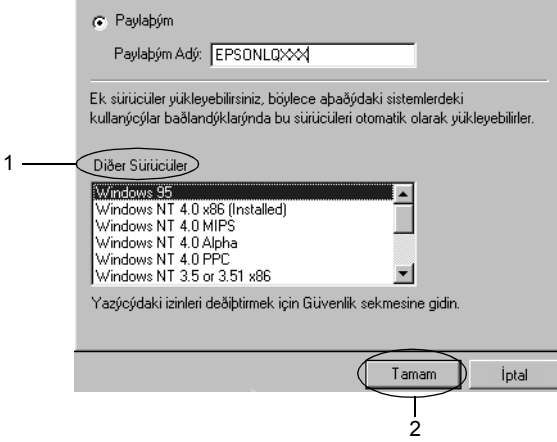 Paylaþým
Paylaþým Adý: EPSONLQXXX
Ek sürücüler yükleyebilirsiniz, böylece aþaðýdaki sistemlerdeki
kullanýcýlar baðlandýklarýnda bu sürücüleri otomatik olarak yükleyebilirler.
1
Diðer Sürücüler
Windows 95
Windows NT 4.0 x86 (Installed)
Windows NT 4.0 MIPS
Windows NT 4.0 Alpha
Windows NT 4.0 PPC
Windows NT 3.5 or 3.51 x86
Yazýcýdaki izinleri deðiþtirmek için Güvenlik sekmesine gidin.
Tamam
İptal
2